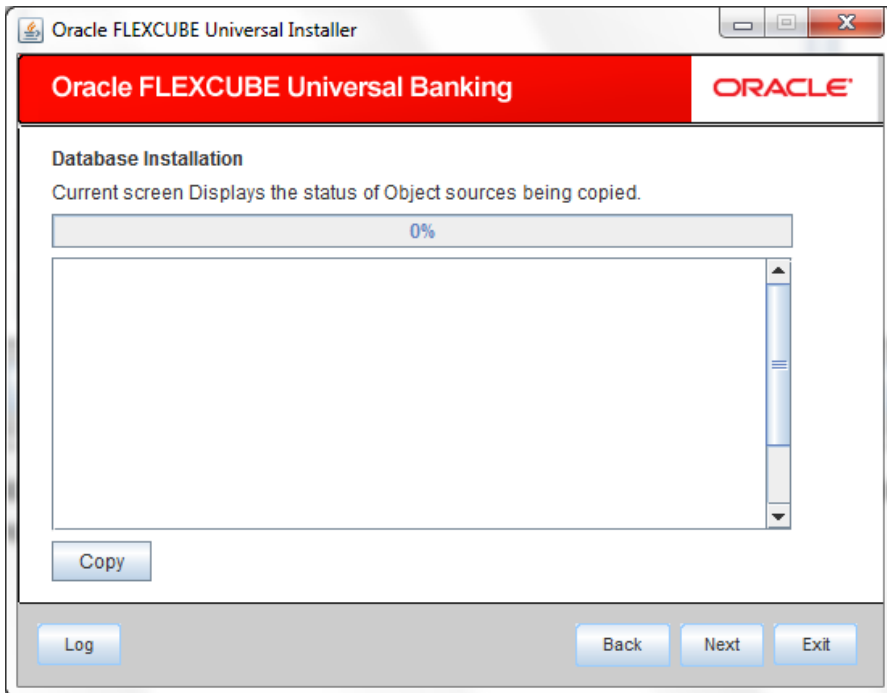 Oracle FLEXCUBE Universal Installer
Oracle FLEXCUBE Universal Banking
ORACLE
Database Installation
Current screen Displays the status of Object sources being copied.
0%
Copy
Log Back Next Exit